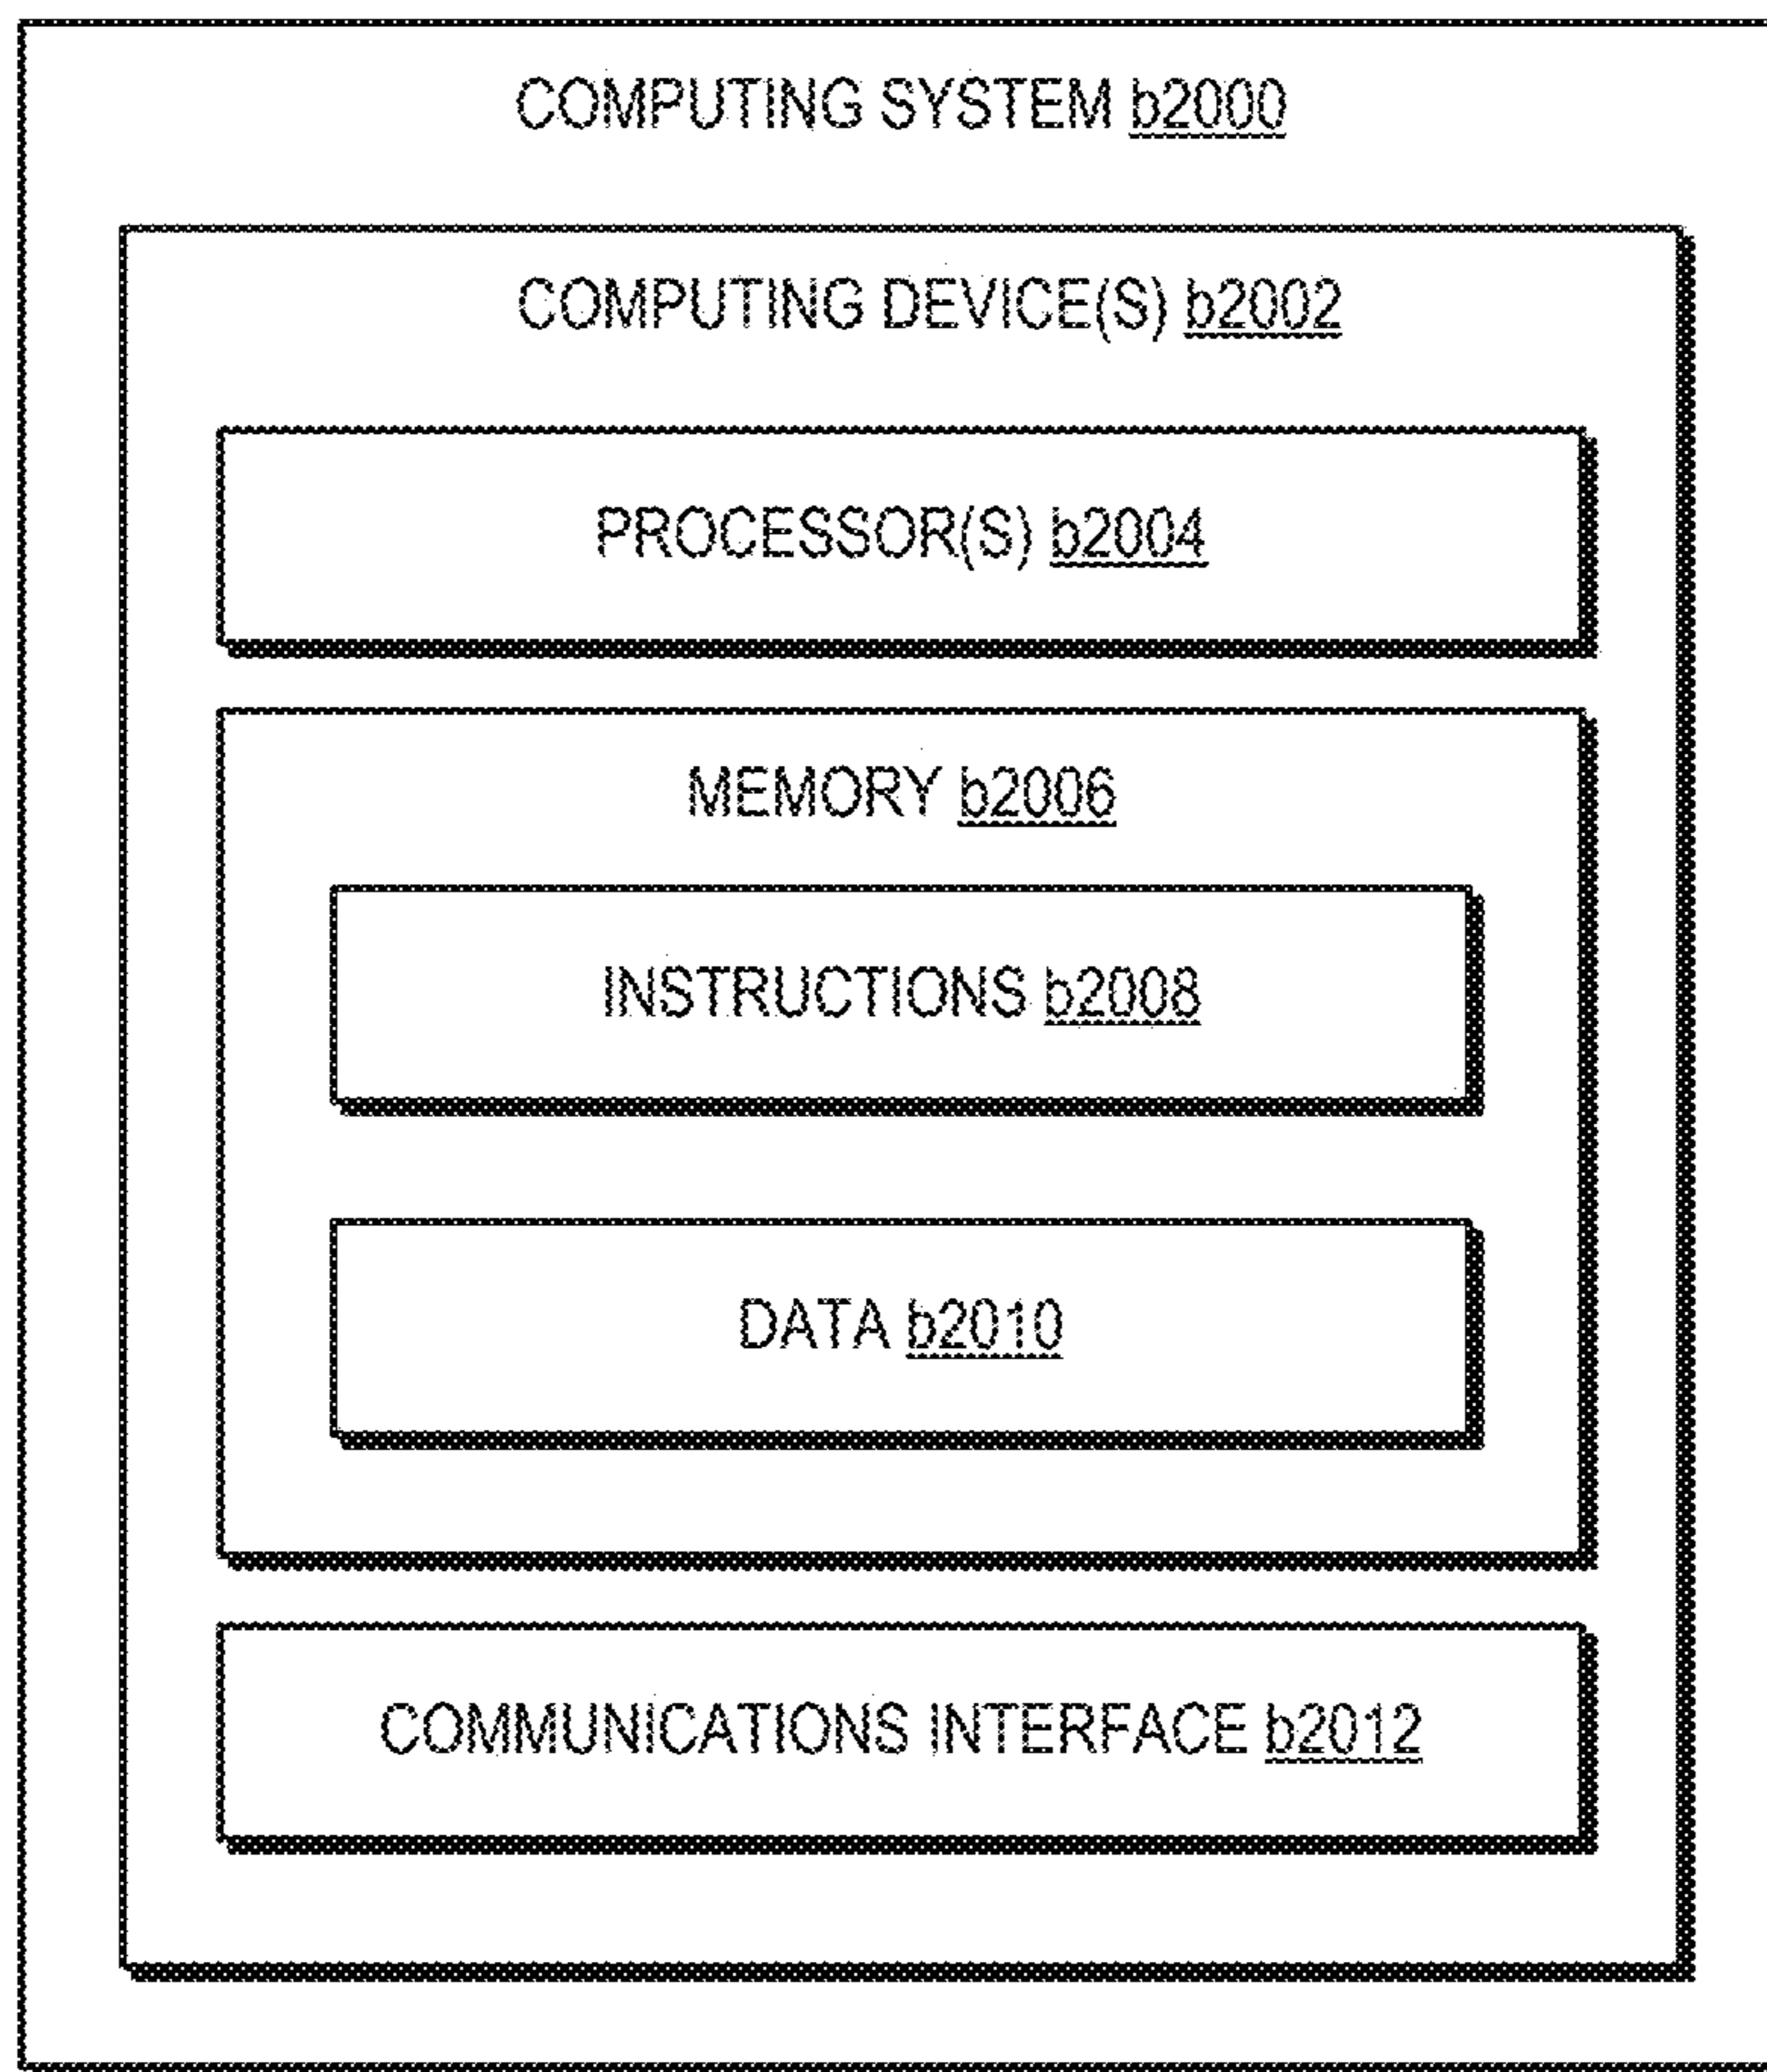 COMPUTING SYSTEM b2000
COMPUTING DEVICE(S) b2002
PROCESSOR(S) b2004
MEMORY b2006
INSTRUCTIONS b2008
DATA b2010
COMMUNICATIONS INTERFACE b2012